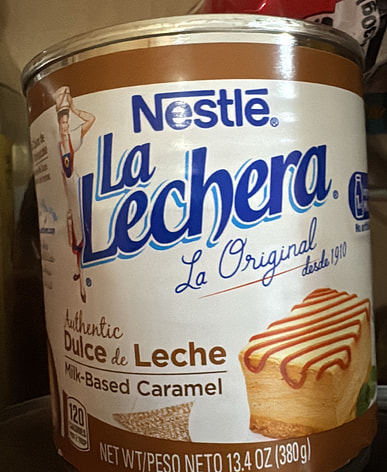 Nestlē®
La
Lechera®
La Original
desde 1910
Authentic
Dulce de Leche
Milk-Based Caramel
120
NET WT/PESO NETO 13.4 OZ (380g)